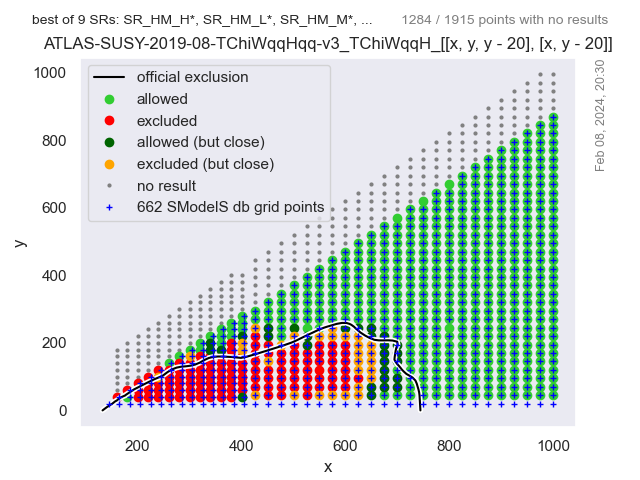 best of 9 SRs: SR_HM_H*, SR_HM_L*, SR_HM_M*, ...
1284 / 1915 points with no results
ATLAS-SUSY-2019-08-TChiWqqHqq-v3_TChiWqqH_[[x, y, y - 20], [x, y - 20]]
official exclusion
allowed
excluded
allowed (but close)
excluded (but close)
no result
662 SModelS db grid points
1000
800
600
400
200
0
y
200
400
600
800
1000
x
Feb 08, 2024, 20:30